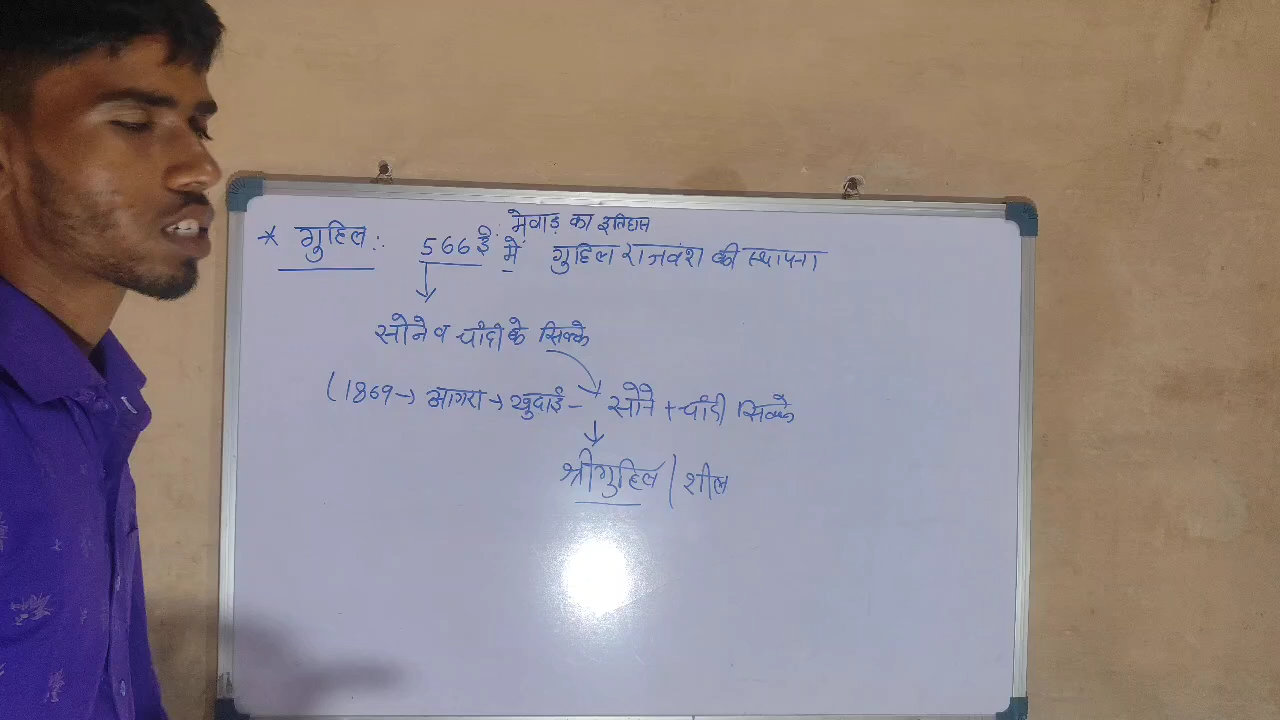 मेवाड़ का इतिहास
* गुहिल:. 566 ई. में गुहिल राजवंश की स्थापना
सोने व चांदी के सिक्के
(1869→ आगरा → खुदाई - सोने + चांदी सिक्के
श्रीगुहिल / शील